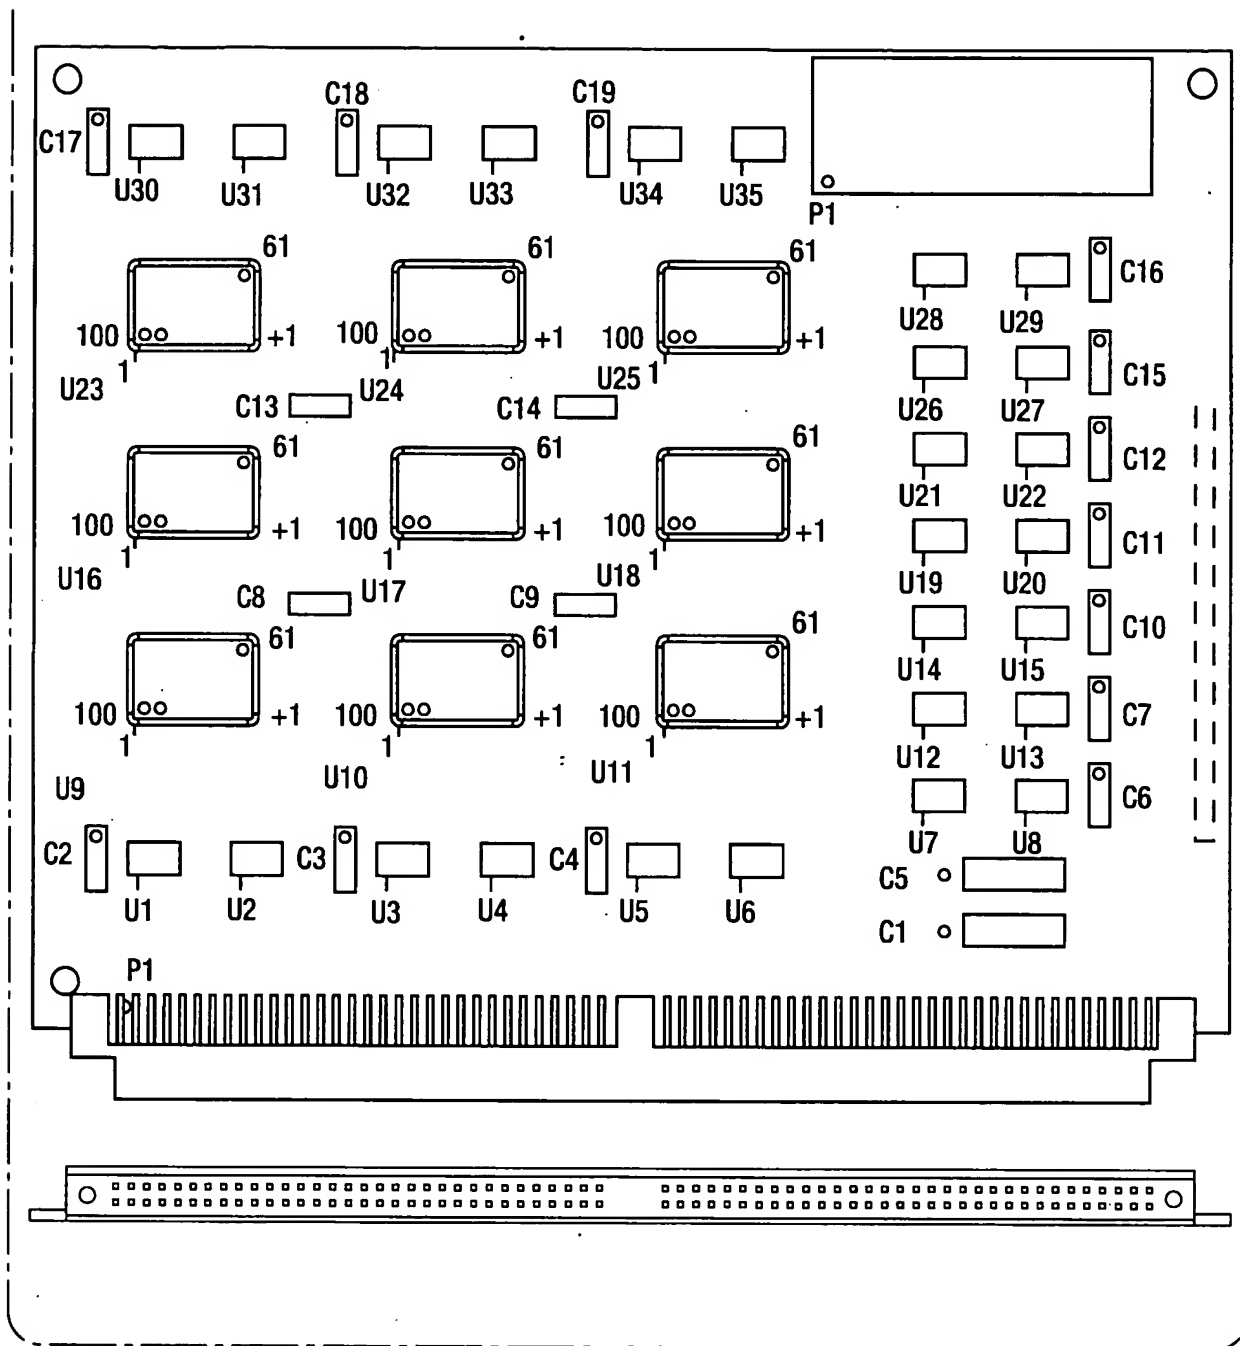 C17 C18 C19
U30 U31 U32 U33 U34 U35 P1
61 61 61
100 +1 100 +1 100 +1
1 1 1
U23 U24 U25
U28 U29 C16
C13 C14
U26 U27 C15
61 61 61
100 +1 100 +1 100 +1
1 1 1
U16 U17 U18
U21 U22 C12
C8 C9
U19 U20 C11
61 61 61
100 +1 100 +1 100 +1
1 1 1
U9 U10 U11
U14 U15 C10
U12 U13 C7
U7 U8 C6
C2 C3 C4 C5
U1 U2 U3 U4 U5 U6 C1
P1